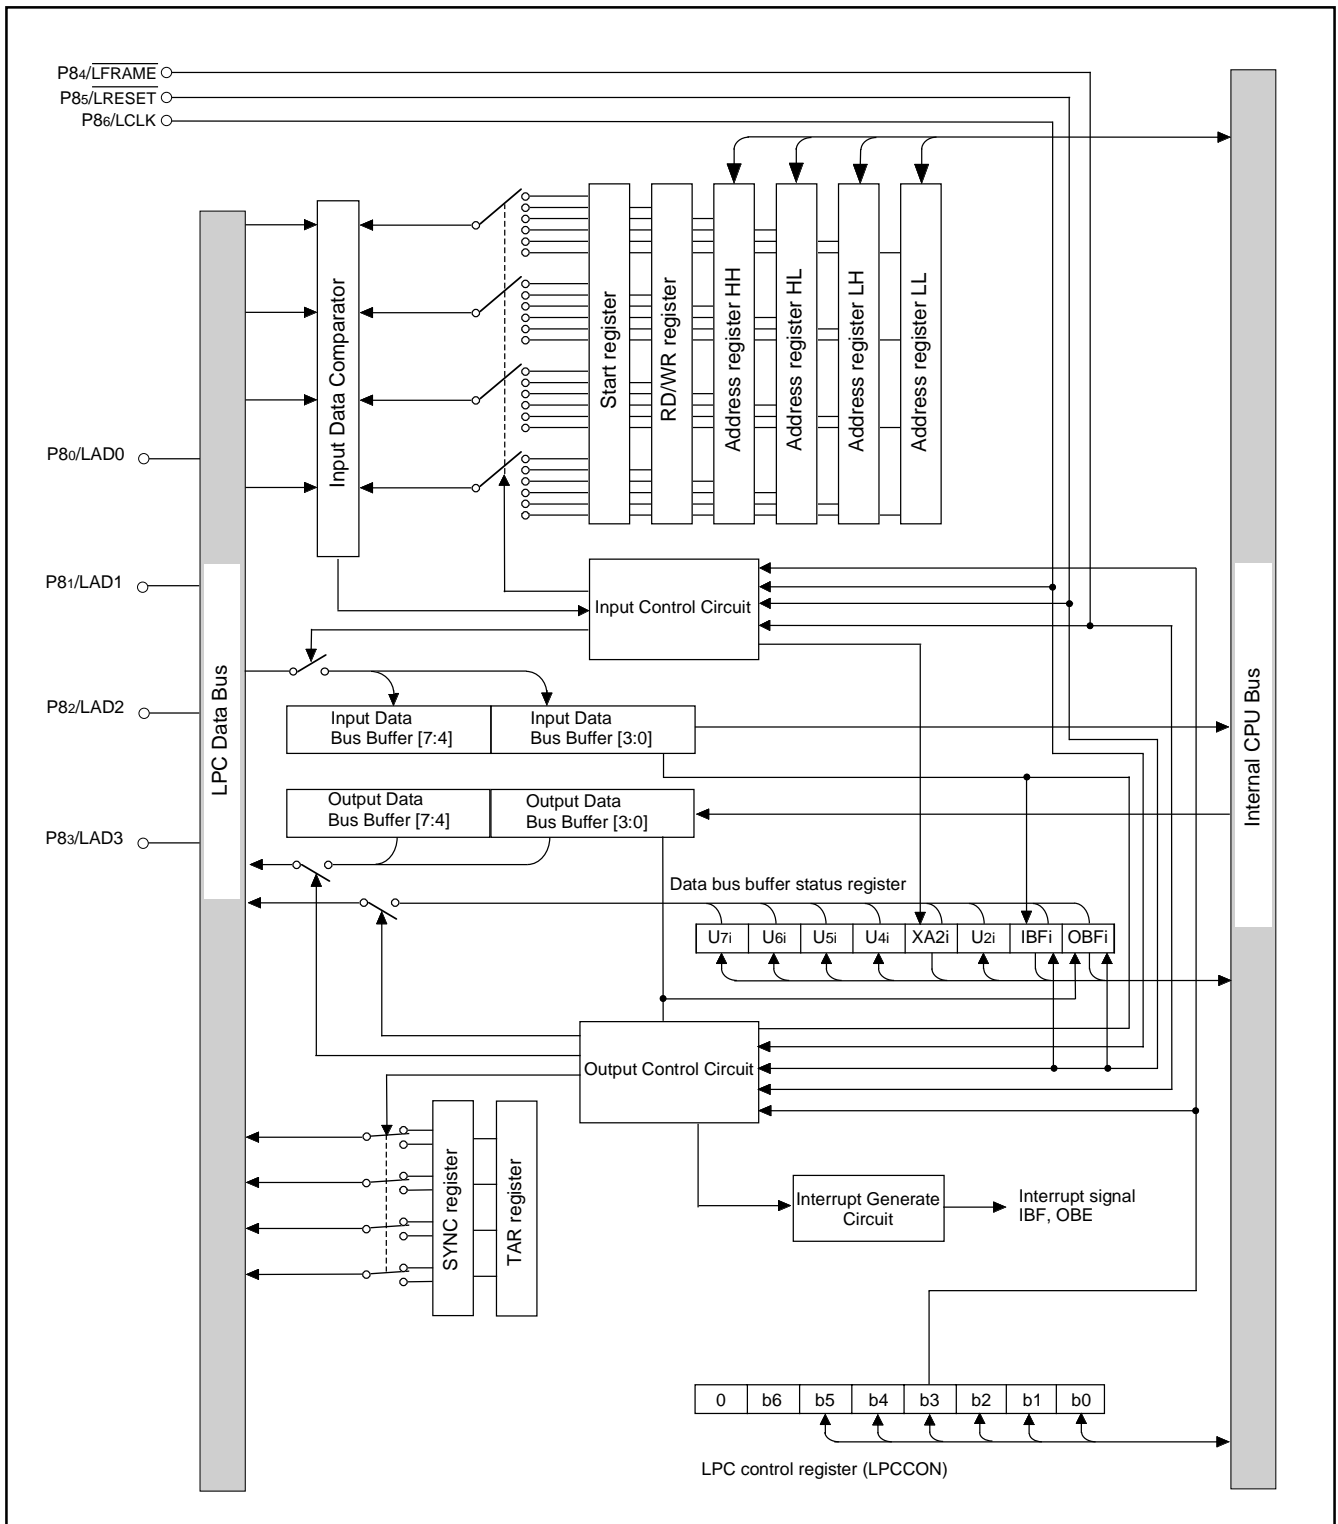 P84/LFRAME
P85/LRESET
P86/LCLK
Input Data Comparator
Start register
RD/WR register
Address register HH
Address register HL
Address register LH
Address register LL
P80/LAD0
P81/LAD1
P82/LAD2
P83/LAD3
LPC Data Bus
Internal CPU Bus
Input Control Circuit
Input Data
Bus Buffer [7:4]
Input Data
Bus Buffer [3:0]
Output Data
Bus Buffer [7:4]
Output Data
Bus Buffer [3:0]
Data bus buffer status register
U7i U6i U5i U4i XA2i U2i IBFi OBFi
Output Control Circuit
SYNC register
TAR register
Interrupt Generate
Circuit
Interrupt signal
IBF, OBE
0 b6 b5 b4 b3 b2 b1 b0
LPC control register (LPCCON)